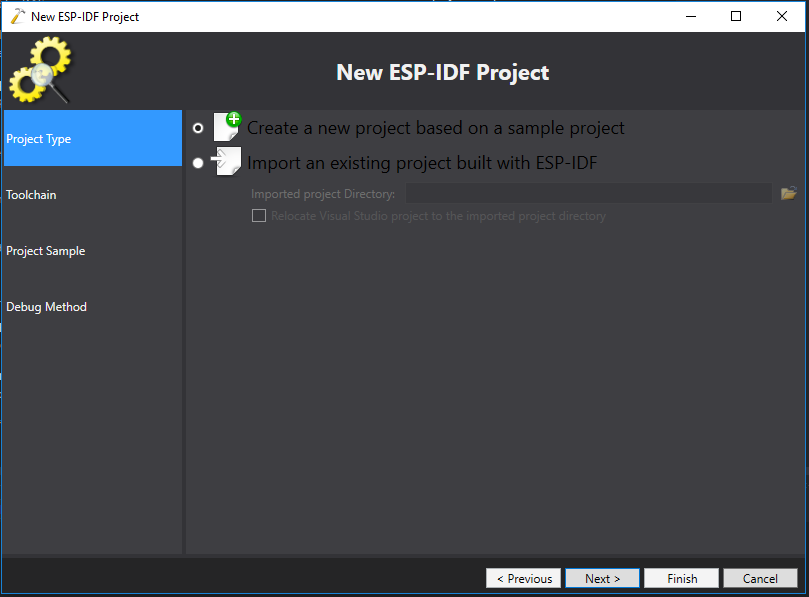 New ESP-IDF Project
New ESP-IDF Project
Project Type
Toolchain
Project Sample
Debug Method
Create a new project based on a sample project
Import an existing project built with ESP-IDF
Imported project Directory:
Relocate Visual Studio project to the imported project directory
< Previous
Next >
Finish
Cancel